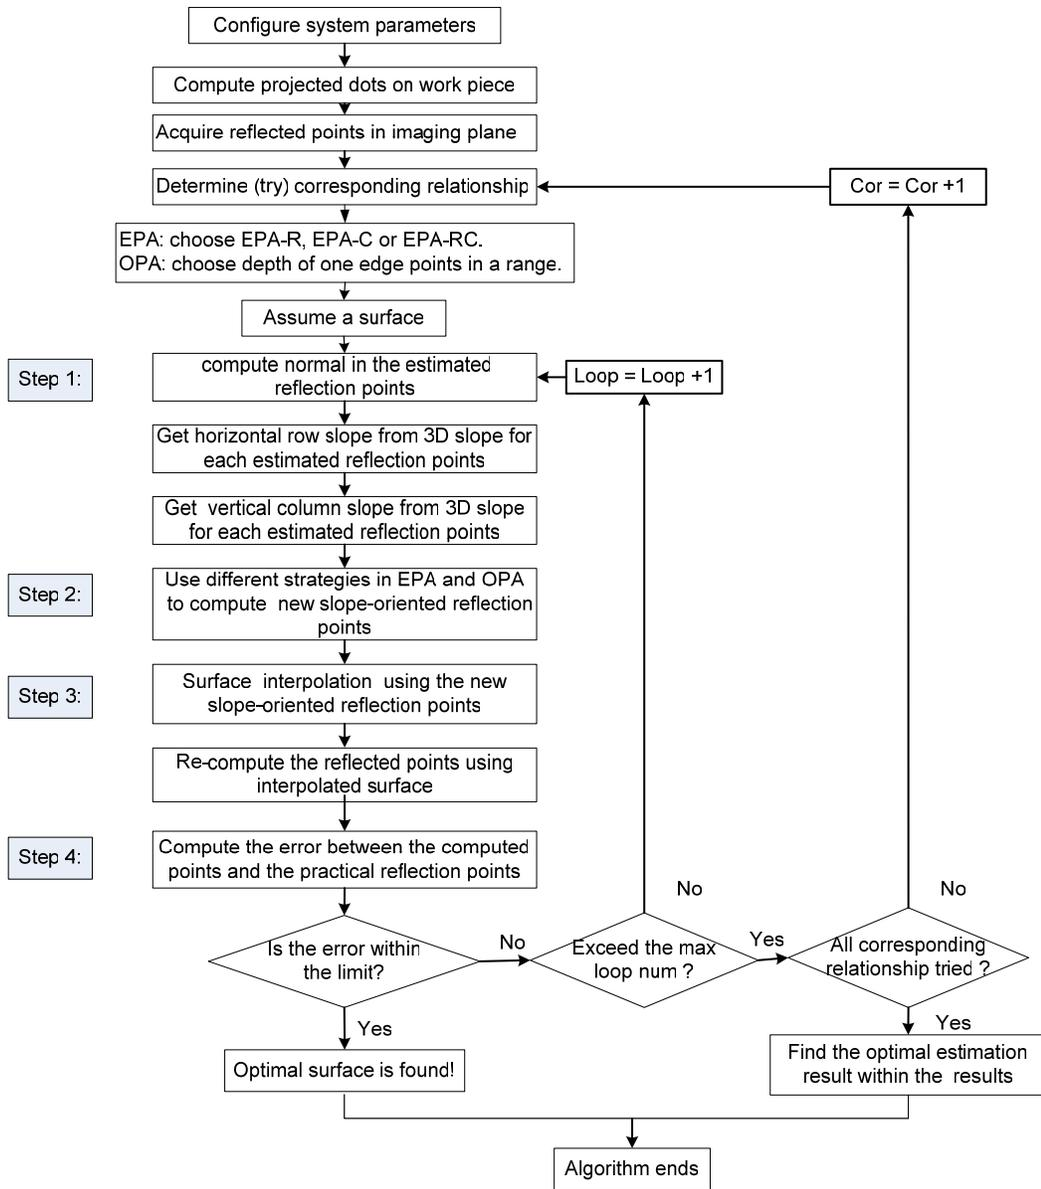 Configure system parameters
Compute projected dots on work piece
Acquire reflected points in imaging plane
Determine (try) corresponding relationship
Cor = Cor +1
EPA: choose EPA-R, EPA-C or EPA-RC.
OPA: choose depth of one edge points in a range.
Assume a surface
Step 1:
compute normal in the estimated
reflection points
Loop = Loop +1
Get horizontal row slope from 3D slope for
each estimated reflection points
Get vertical column slope from 3D slope
for each estimated reflection points
Step 2:
Use different strategies in EPA and OPA
to compute new slope-oriented reflection
points
Step 3:
Surface interpolation using the new
slope-oriented reflection points
Re-compute the reflected points using
interpolated surface
Step 4:
Compute the error between the computed
points and the practical reflection points
No
No
Is the error within
the limit?
No
Exceed the max
loop num ?
Yes
All corresponding
relationship tried ?
Yes
Yes
Optimal surface is found!
Find the optimal estimation
result within the results
Algorithm ends